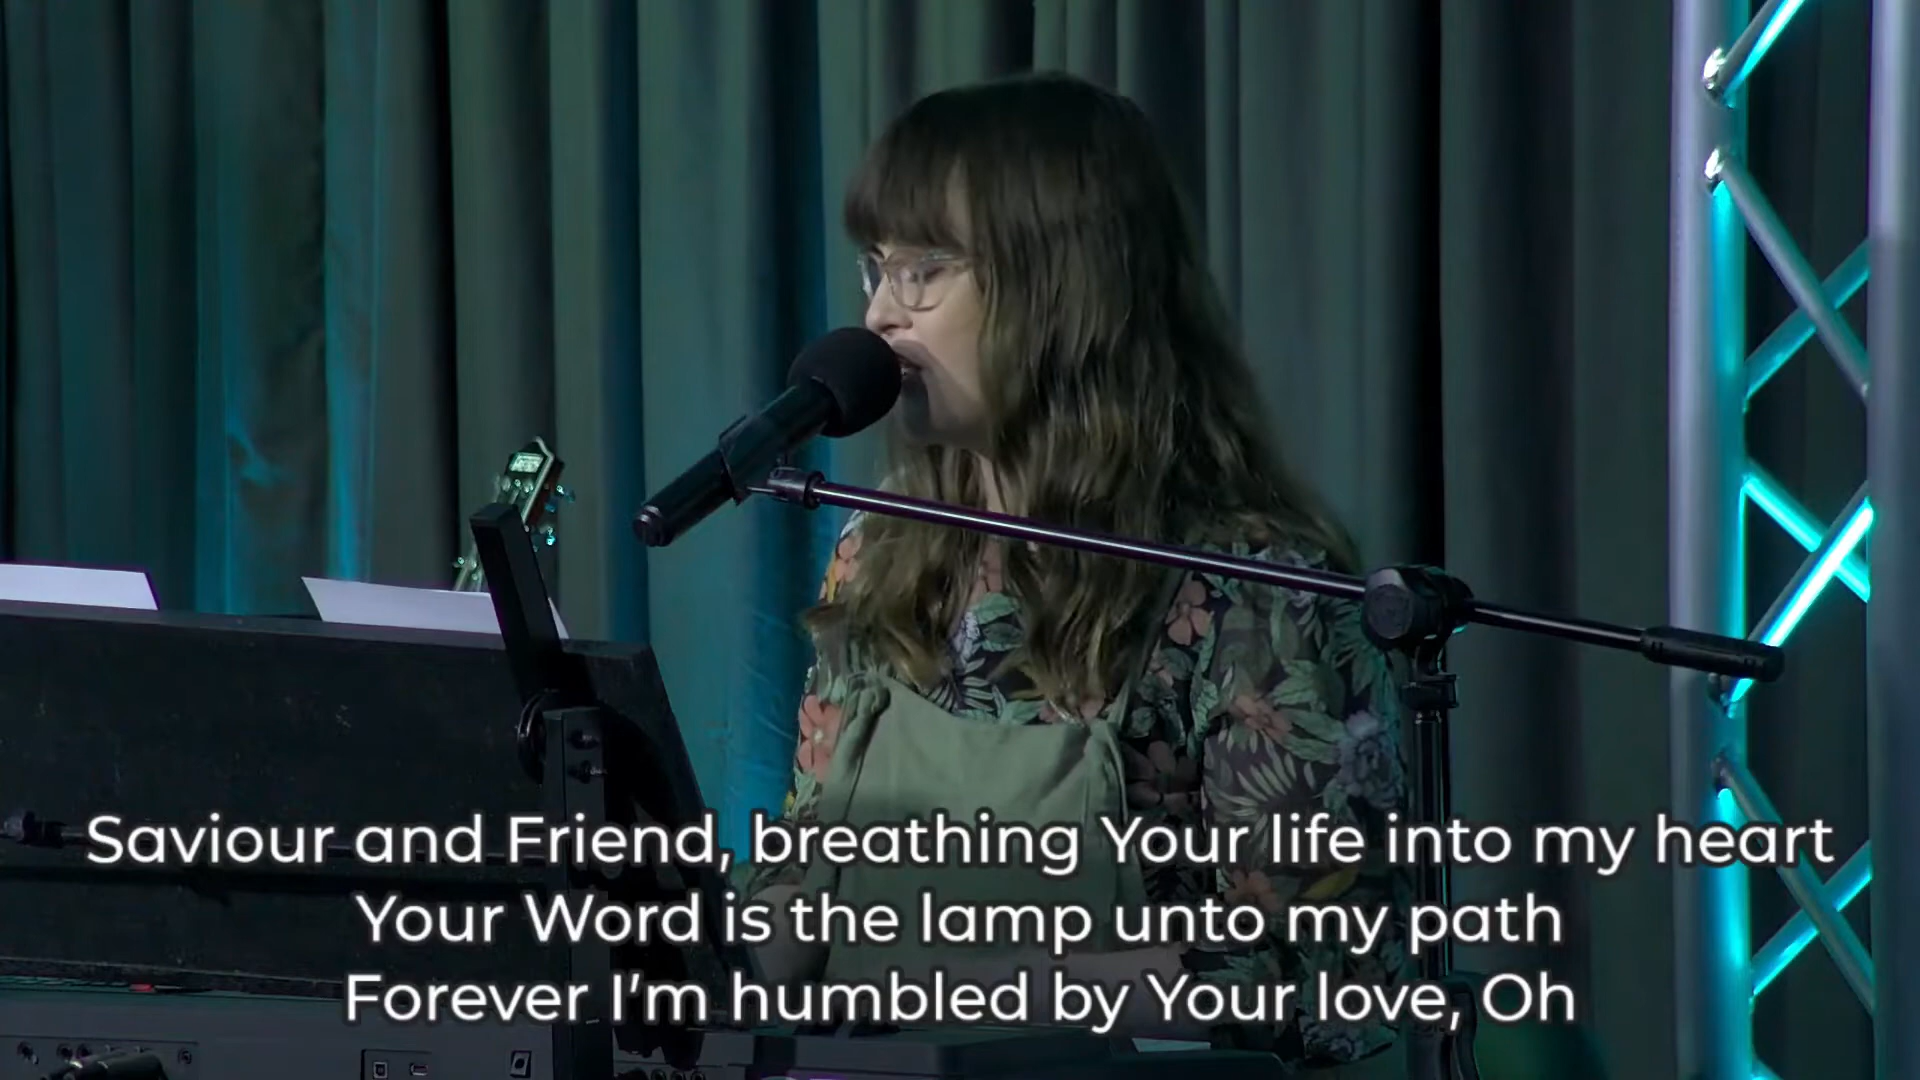 Saviour and Friend, breathing Your life into my heart
Your Word is the lamp unto my path
Forever I'm humbled by Your love, Oh